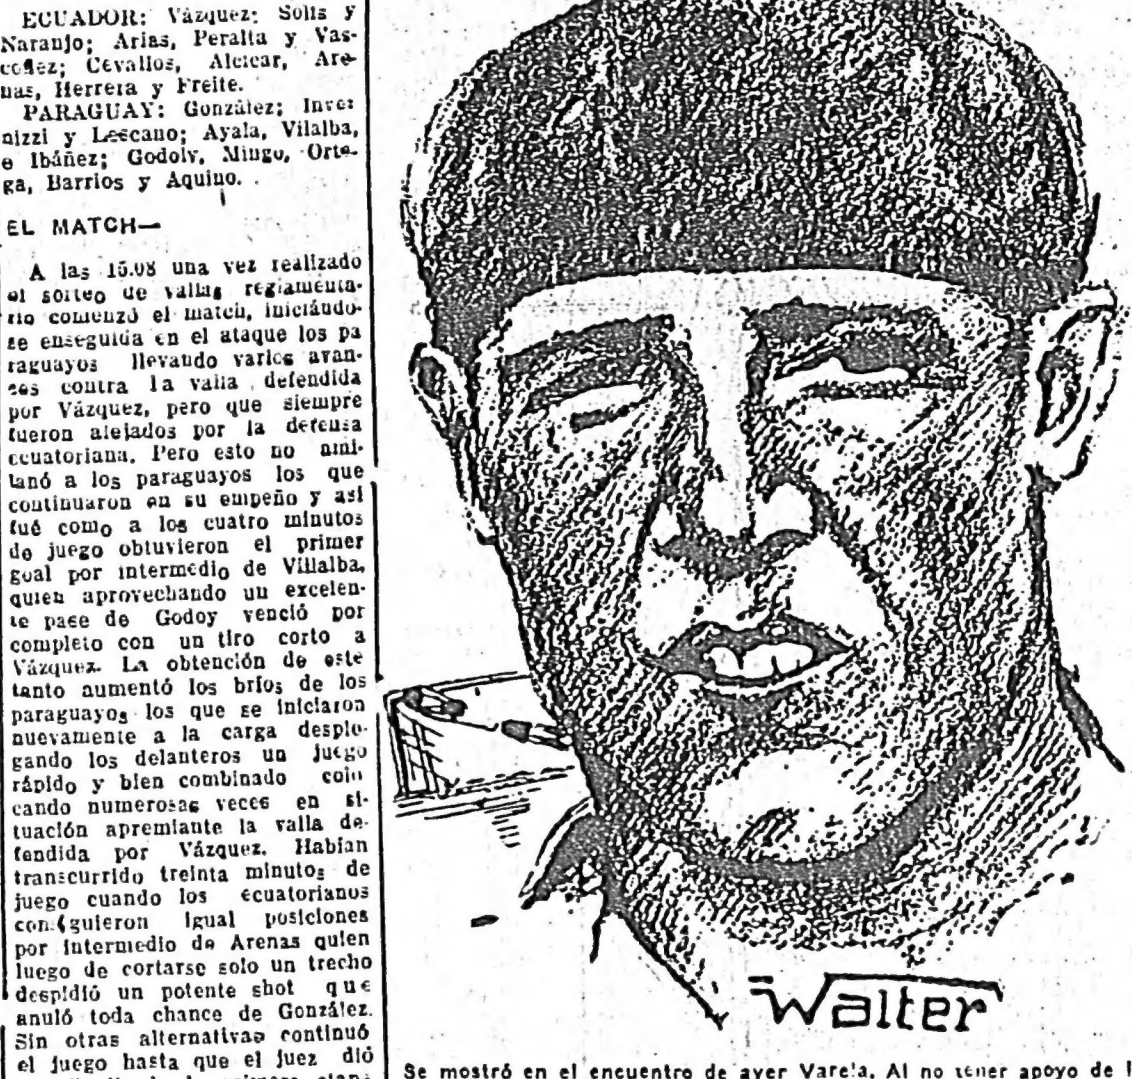 ECUADOR: Vázquez; Solís y
Naranjo; Arias, Peralta y Vas-
coñez; Cevallos, Alcicar, Are-
nas, Herrera y Freite.
PARAGUAY: González; Inver
nizzi y Lescano; Ayala, Vilalba,
e Ibáñez; Godoiv, Mingo, Orte-
ga, Barrios y Aquino.
EL MATCH—
A las 15.08 una vez realizado
el sorteo de vallas reglamenta-
rio comenzó el match, iniciándo-
se enseguida en el ataque los pa
raguayos llevando varios avan-
ces contra la valla defendida
por Vázquez, pero que siempre
fueron alejados por la defensa
ecuatoriana. Pero esto no ami-
lanó a los paraguayos los que
continuaron en su empeño y así
fué como a los cuatro minutos
de juego obtuvieron el primer
goal por intermedio de Villalba,
quien aprovechando un excelen-
te pase de Godoy venció por
completo con un tiro corto a
Vázquez. La obtención de este
tanto aumentó los bríos de los
paraguayos los que se iniciaron
nuevamente a la carga desple-
gando los delanteros un juego
rápido y bien combinado colo
cando numerosas veces en si-
tuación apremiante la valla de-
fendida por Vázquez. Habían
transcurrido treinta minutos de
juego cuando los ecuatorianos
consiguieron igual posiciones
por intermedio de Arenas quien
luego de cortarse solo un trecho
despidió un potente shot que
anuló toda chance de González.
Sin otras alternativas continuó
el juego hasta que el juez dió
Walter
Se mostró en el encuentro de ayer Varela. Al no tener apoyo de l